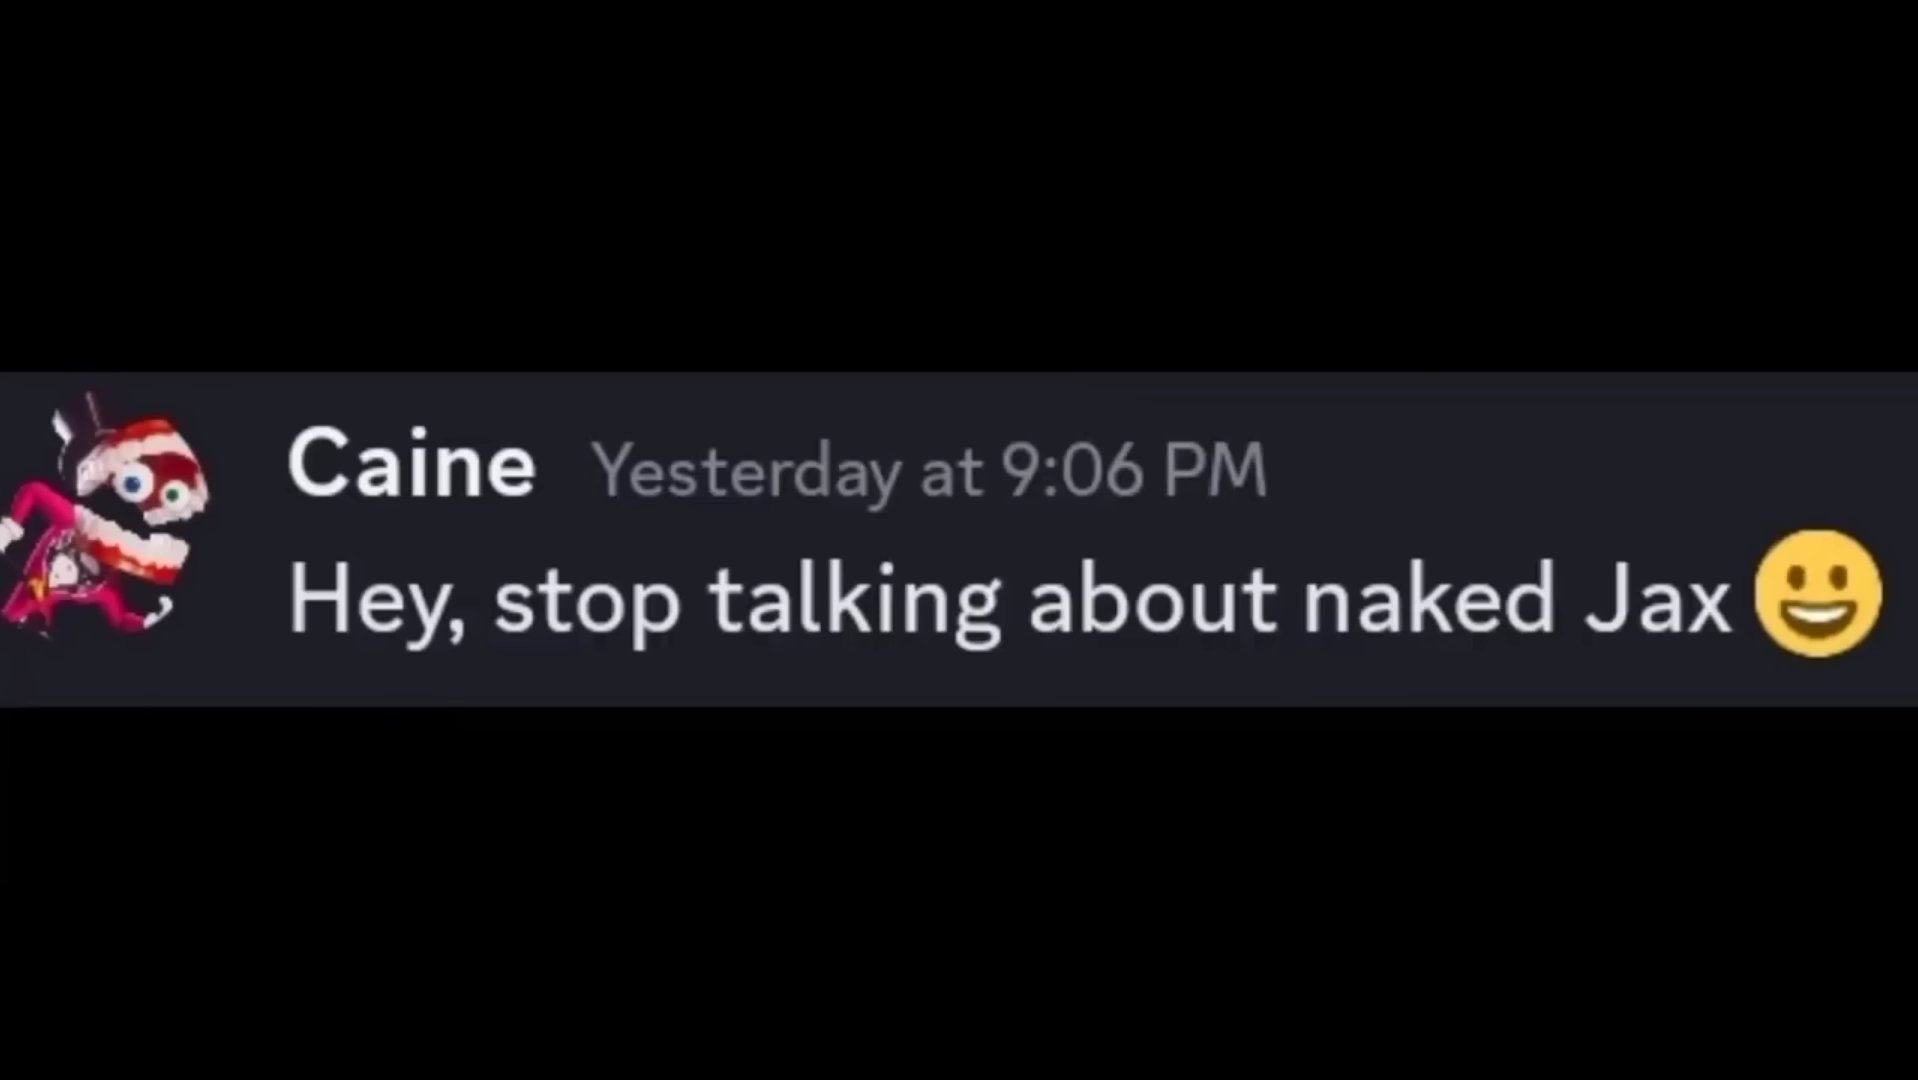 Caine Yesterday at 9:06 PM
Hey, stop talking about naked Jax 😀